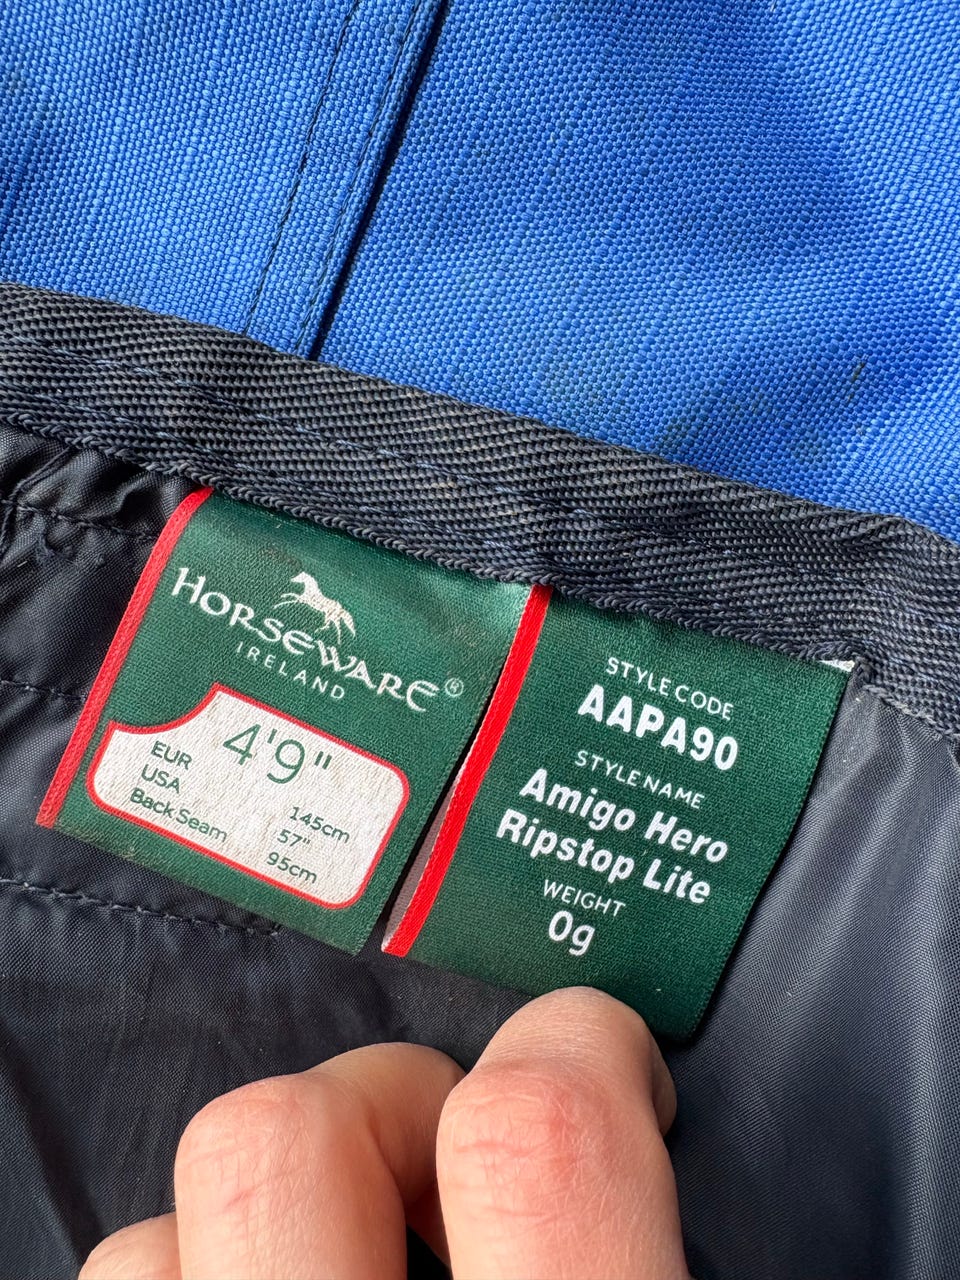 HORSEWARE®
IRELAND
4'9"
EUR 145cm
USA 57"
Back Seam 95cm
STYLE CODE
AAPA90
STYLE NAME
Amigo Hero
Ripstop Lite
WEIGHT
0g